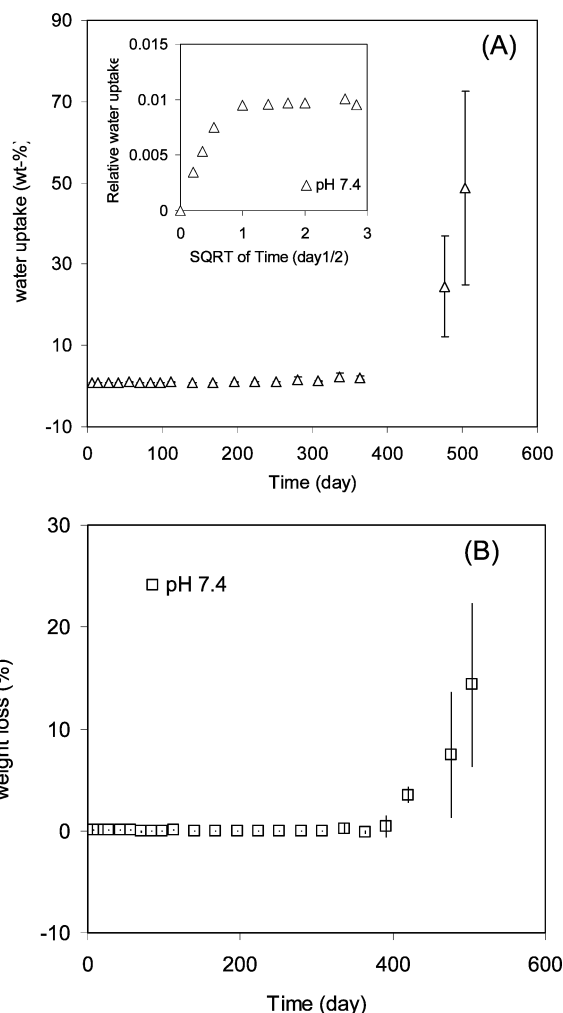 (A)
water uptake (wt-%)
90
70
50
30
10
-10
0 100 200 300 400 500 600
Time (day)
Relative water uptake
0.015
0.01
0.005
0
0 1 2 3
SQRT of Time (day1/2)
pH 7.4
(B)
weight loss (%)
30
20
10
0
-10
0 200 400 600
Time (day)
pH 7.4